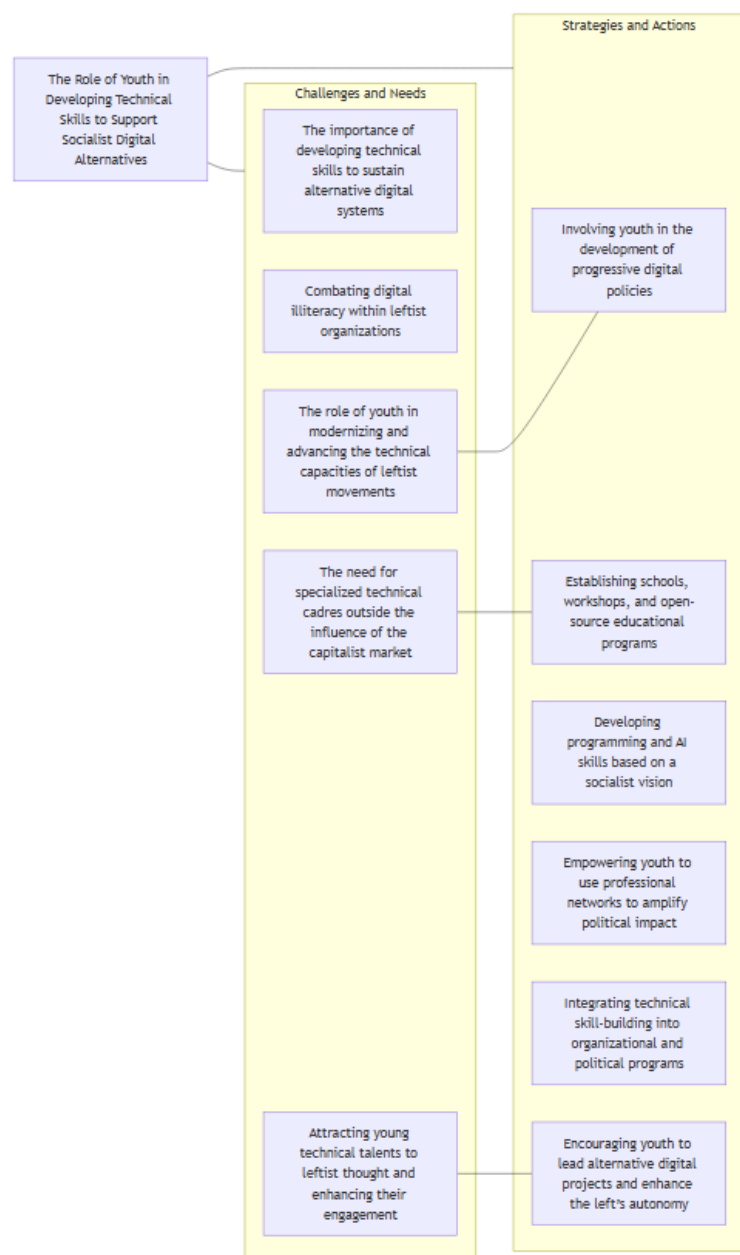 The Role of Youth in
Developing Technical
Skills to Support
Socialist Digital
Alternatives
Challenges and Needs
The importance of
developing technical
skills to sustain
alternative digital
systems
Combating digital
illiteracy within leftist
organizations
The role of youth in
modernizing and
advancing the technical
capacities of leftist
movements
The need for
specialized technical
cadres outside the
influence of the
capitalist market
Attracting young
technical talents to
leftist thought and
enhancing their
engagement
Strategies and Actions
Involving youth in the
development of
progressive digital
policies
Establishing schools,
workshops, and open-
source educational
programs
Developing
programming and AI
skills based on a
socialist vision
Empowering youth to
use professional
networks to amplify
political impact
Integrating technical
skill-building into
organizational and
political programs
Encouraging youth to
lead alternative digital
projects and enhance
the left's autonomy